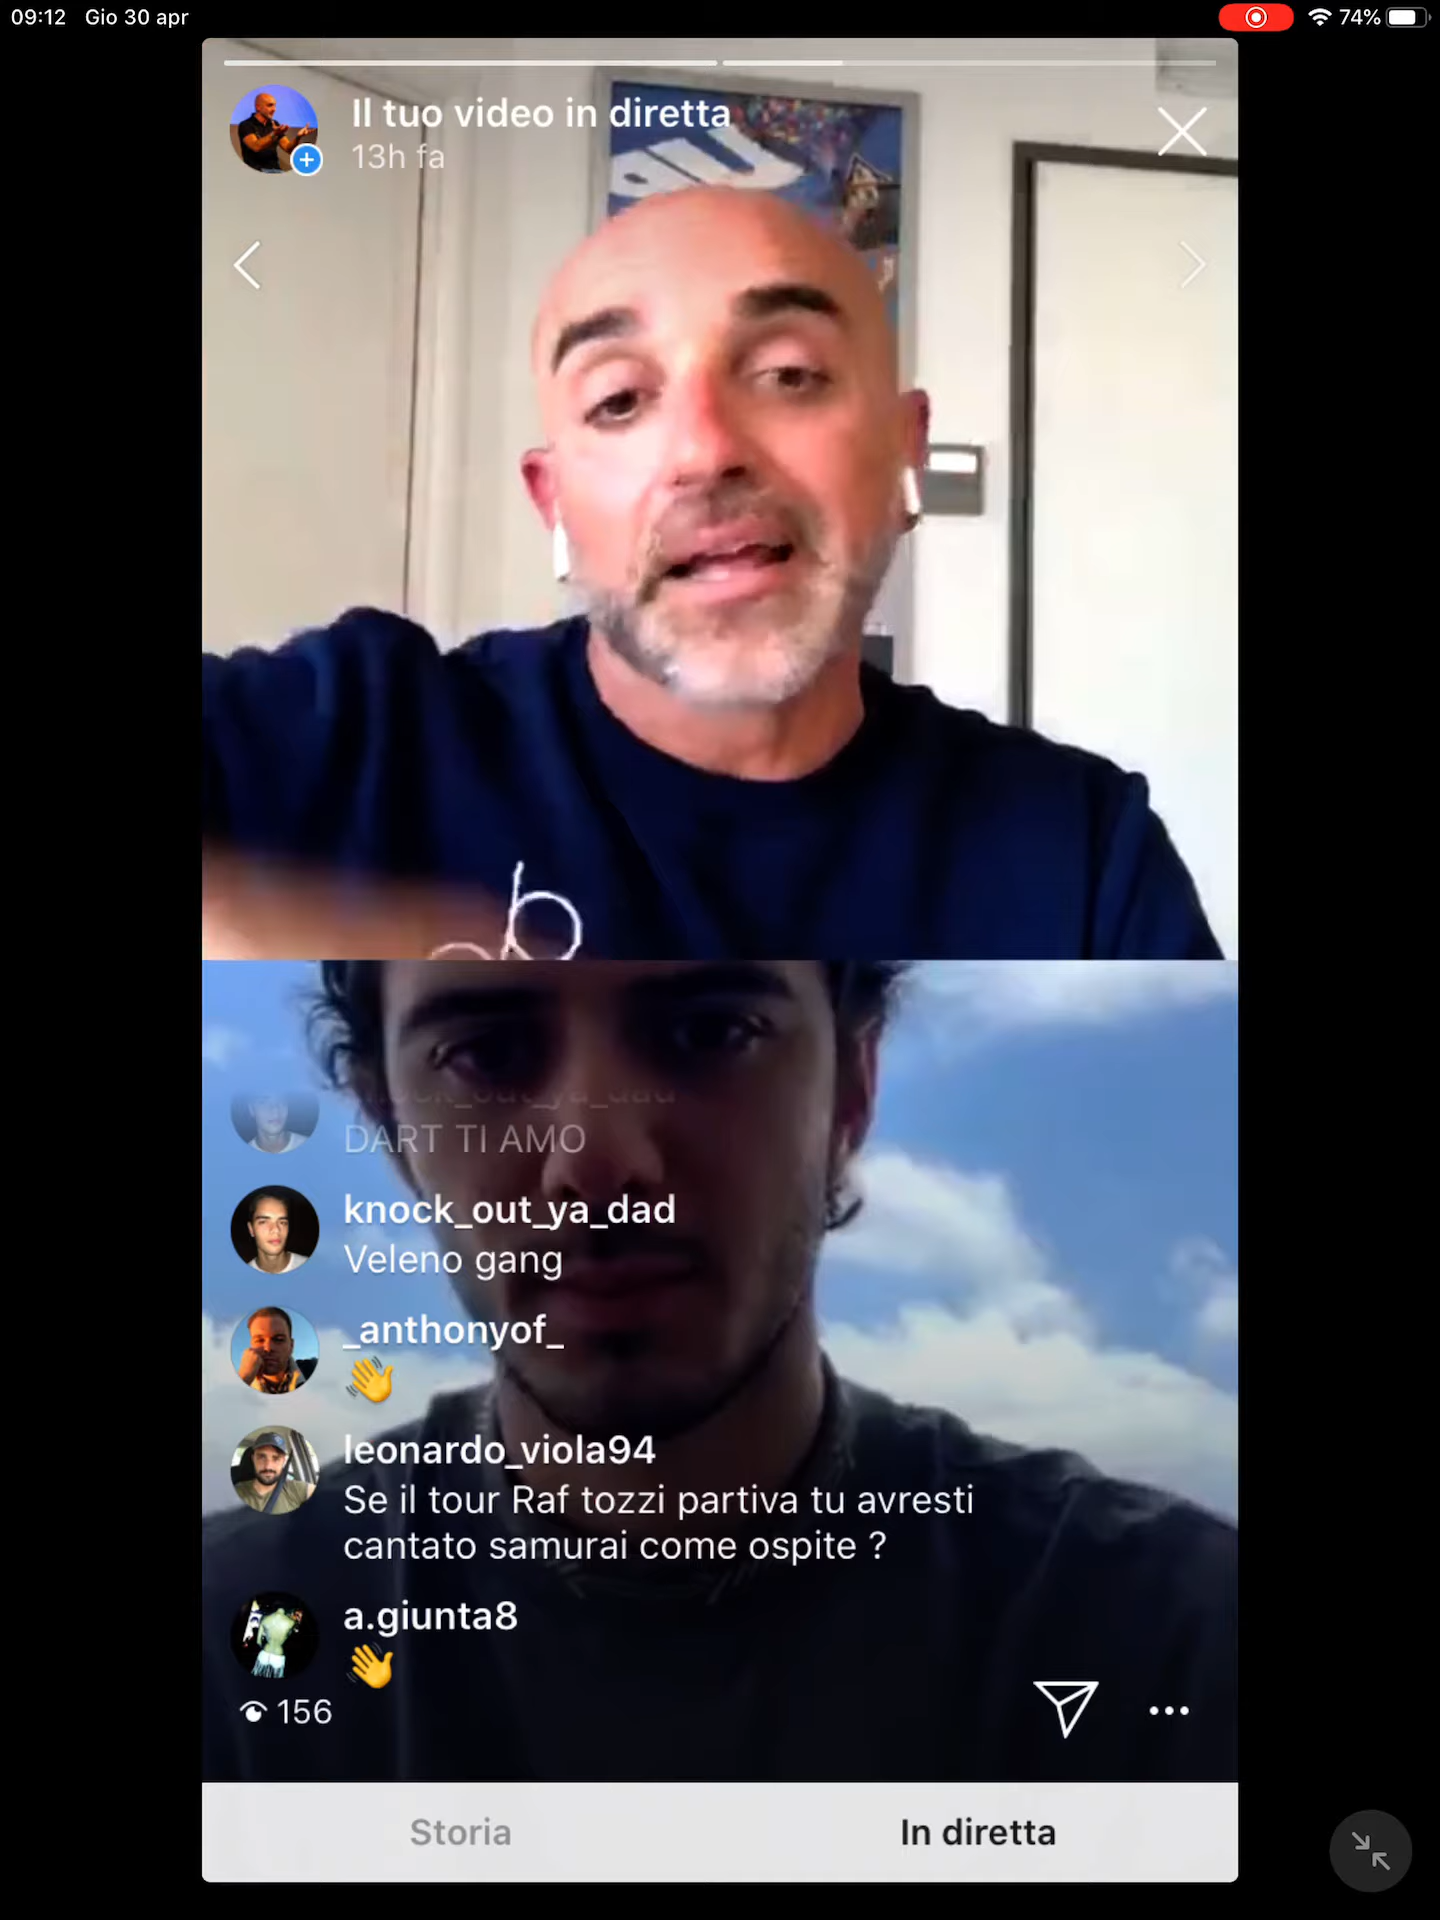 09:12 Gio 30 apr
74%
Il tuo video in diretta
13h fa
DART TI AMO
knock_out_ya_dad
Veleno gang
_anthonyof_
leonardo_viola94
Se il tour Raf tozzi partiva tu avresti
cantato samurai come ospite ?
a.giunta8
156
Storia
In diretta